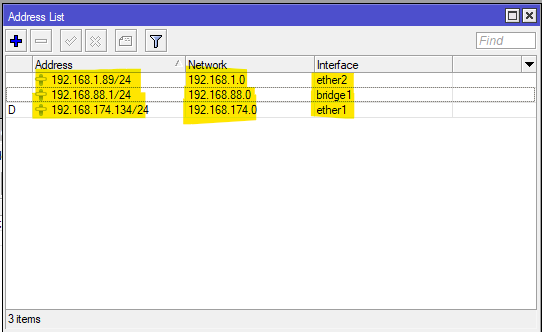 Address List
Find
Address Network Interface
192.168.1.89/24 192.168.1.0 ether2
192.168.88.1/24 192.168.88.0 bridge1
D 192.168.174.134/24 192.168.174.0 ether1
3 items